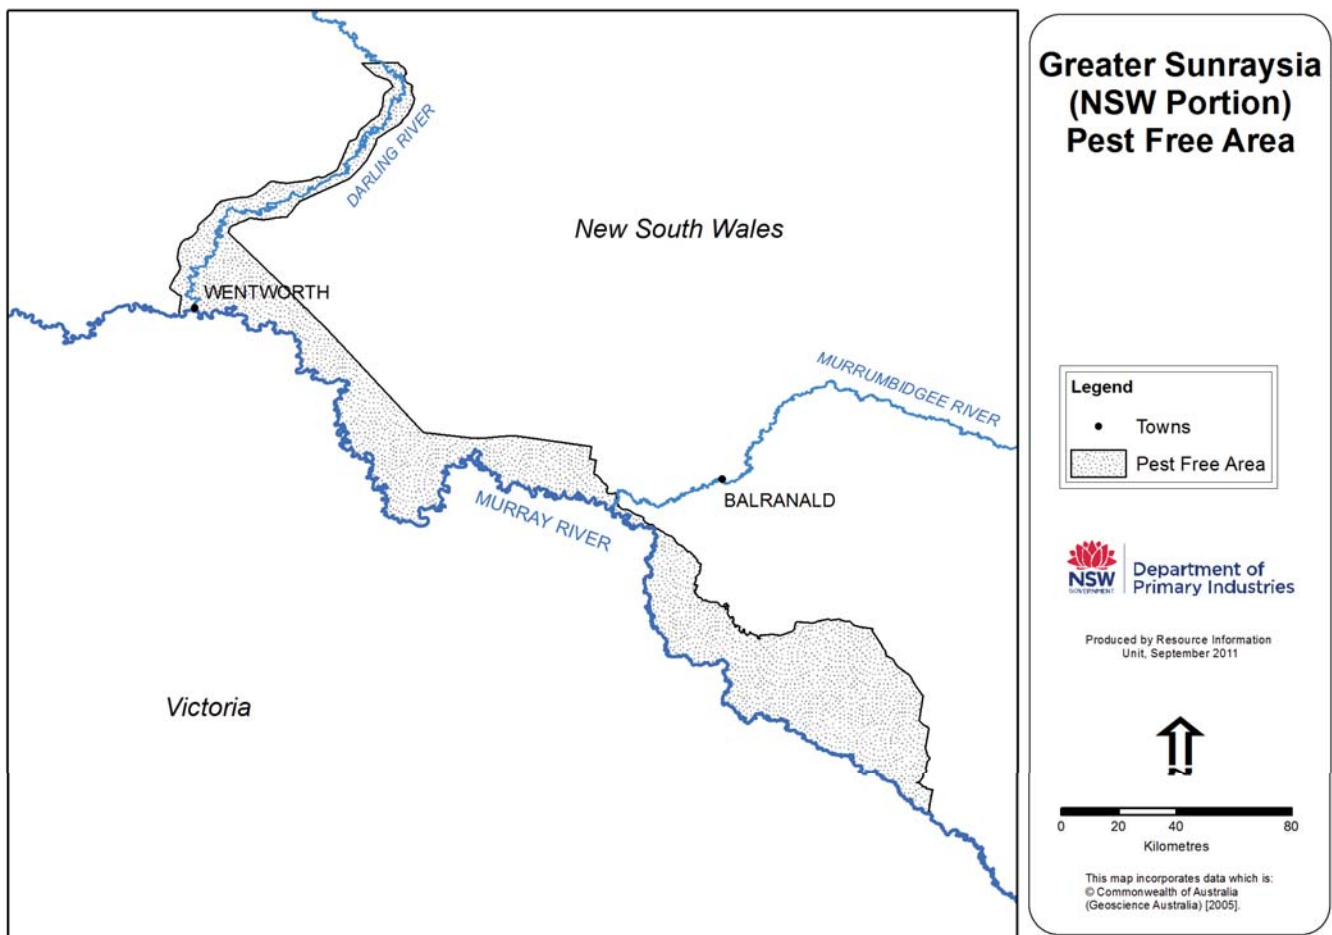 Greater Sunraysia
(NSW Portion)
Pest Free Area
DARLING RIVER
New South Wales
WENTWORTH
MURRUMBIDGEE RIVER
BALRANALD
MURRAY RIVER
Victoria
Legend
Towns
Pest Free Area
NSW
GOVERNMENT
Department of
Primary Industries
Produced by Resource Information
Unit, September 2011
0 20 40 80
Kilometres
This map incorporates data which is:
© Commonwealth of Australia
(Geoscience Australia) [2005].